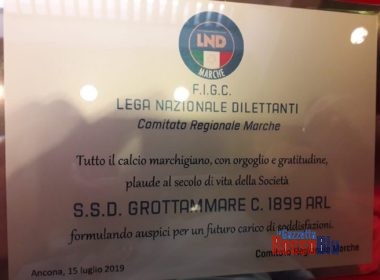 LND
MARCHE
F.I.G.C.
LEGA NAZIONALE DILETTANTI
Comitato Regionale Marche
Tutto il calcio marchigiano, con orgoglio e gratitudine,
plaude al secolo di vita della Società
S.S.D. GROTTAMMARE C. 1899 ARL
formulando auspici per un futuro carico di soddisfazioni.
Comitato Regionale Marche
Ancona, 15 luglio 2019